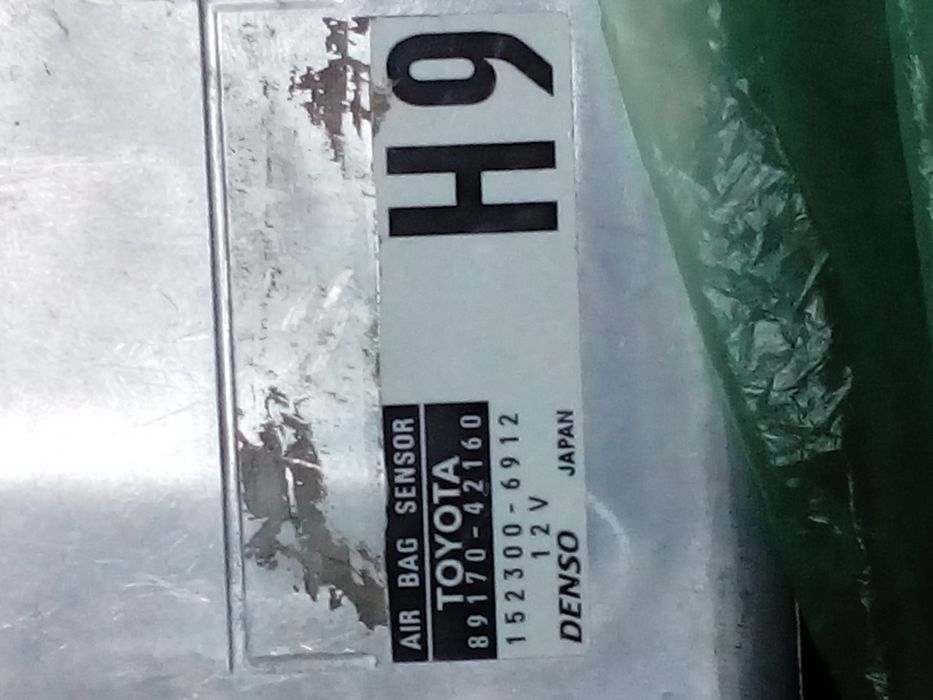 AIR BAG SENSOR
TOYOTA
89170-42160
152300-6912
12V
DENSO JAPAN
H9